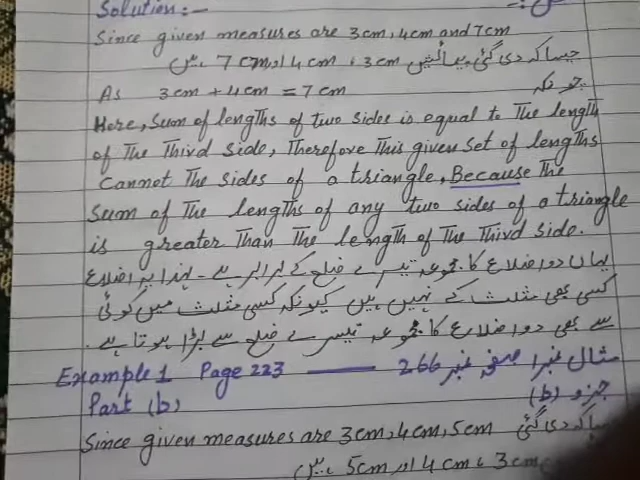 Solution:-
Since given measures are 3cm, 4cm and 7cm
جیسا کہ دی گئی پیمائشیں 3cm ، 4cm اور 7cm ہیں
As 3cm + 4cm = 7cm چونکہ
Here, Sum of lengths of two sides is equal to The length
of The Third side, Therefore This given set of lengths
Cannot The sides of a triangle, Because The
Sum of The lengths of any two sides of a triangle
is greater Than The length of The Third side.
یہاں دو اضلاع کا مجموعہ تیسرے ضلع کے برابر ہے ۔ لہذا یہ اضلاع
کسی بھی مثلث کے نہیں ہیں کیونکہ کسی مثلث میں کوئی
سے بھی دو اضلاع کا مجموعہ تیسرے ضلع سے بڑا ہوتا ہے ۔
Example 1 Page 223 —— مثال نمبر 1 صفحہ نمبر 266
Part (b) جزو (b)
Since given measures are 3cm, 4cm, 5cm کہ دی گئی
3cm ، 4cm اور 5cm ہیں